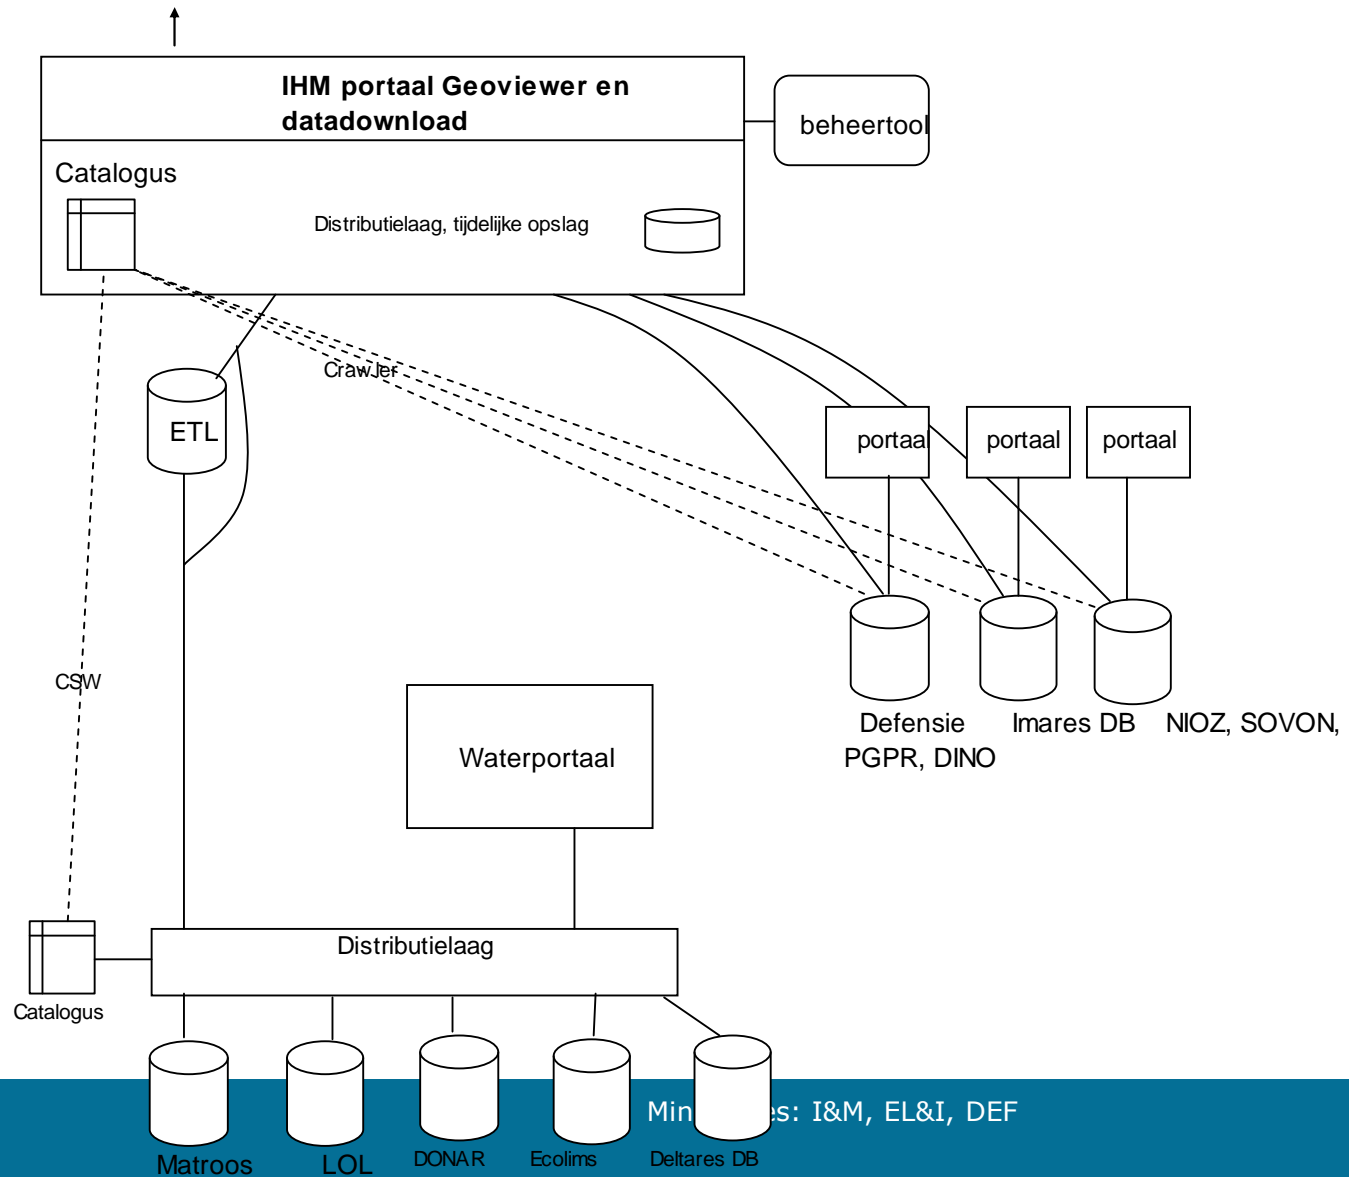 IHM portaal Geoviewer en
datadownload
beheertool
Catalogus
Distributielaag, tijdelijke opslag
Crawler
ETL
portaal
portaal
portaal
CSW
Defensie
PGPR, DINO
Imares DB
NIOZ, SOVON,
Waterportaal
Distributielaag
Catalogus
Matroos
LOL
DONAR
Ecolims
Deltares DB
I&M, EL&I, DEF